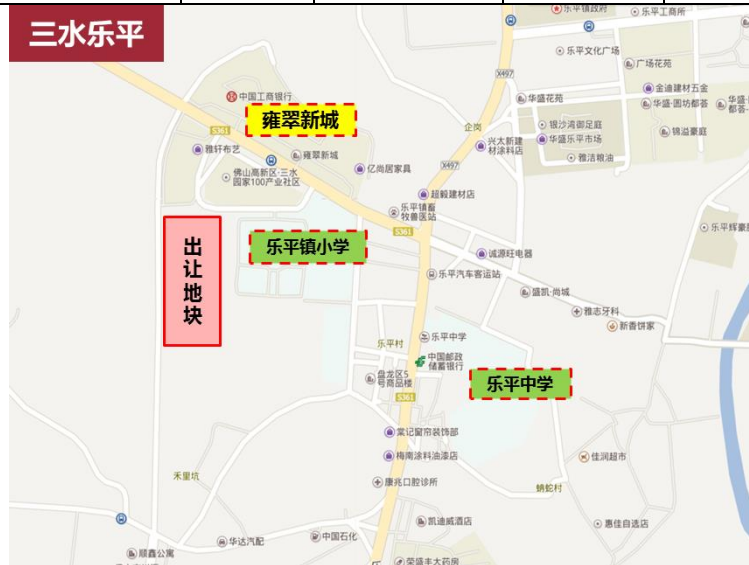 三水乐平
乐平镇政府
乐平工商所
乐平文化广场
广场花苑
X497
中国工商银行
金迪建材五金
华盛花苑
华盛·圆坊都荟
华盛·圆
都荟·
雍翠新城
企岗
银沙湾御足庭
S361
兴太新建
材涂料店
华盛乐平市场
锦溢豪庭
雅轩布艺
雍翠新城
雅洁粮油
亿尚居家具
X497
佛山高新区·三水
园家100产业社区
超毅建材店
乐平镇畜
牧兽医站
乐平辉豪
S361
出让地块
乐平镇小学
诚源旺电器
乐平汽车客运站
盛凯·尚城
雅志牙科
新香饼家
乐平村
乐平中学
中国邮政
储蓄银行
盘龙区5
号商品楼
乐平中学
S361
棠记窗帘装饰部
梅南涂料油漆店
佳润超市
禾里坑
康兆口腔诊所
蚺蛇村
凯迪威酒店
惠佳自选店
华达汽配
中国石化
顺鑫公寓
荣盛丰大药房